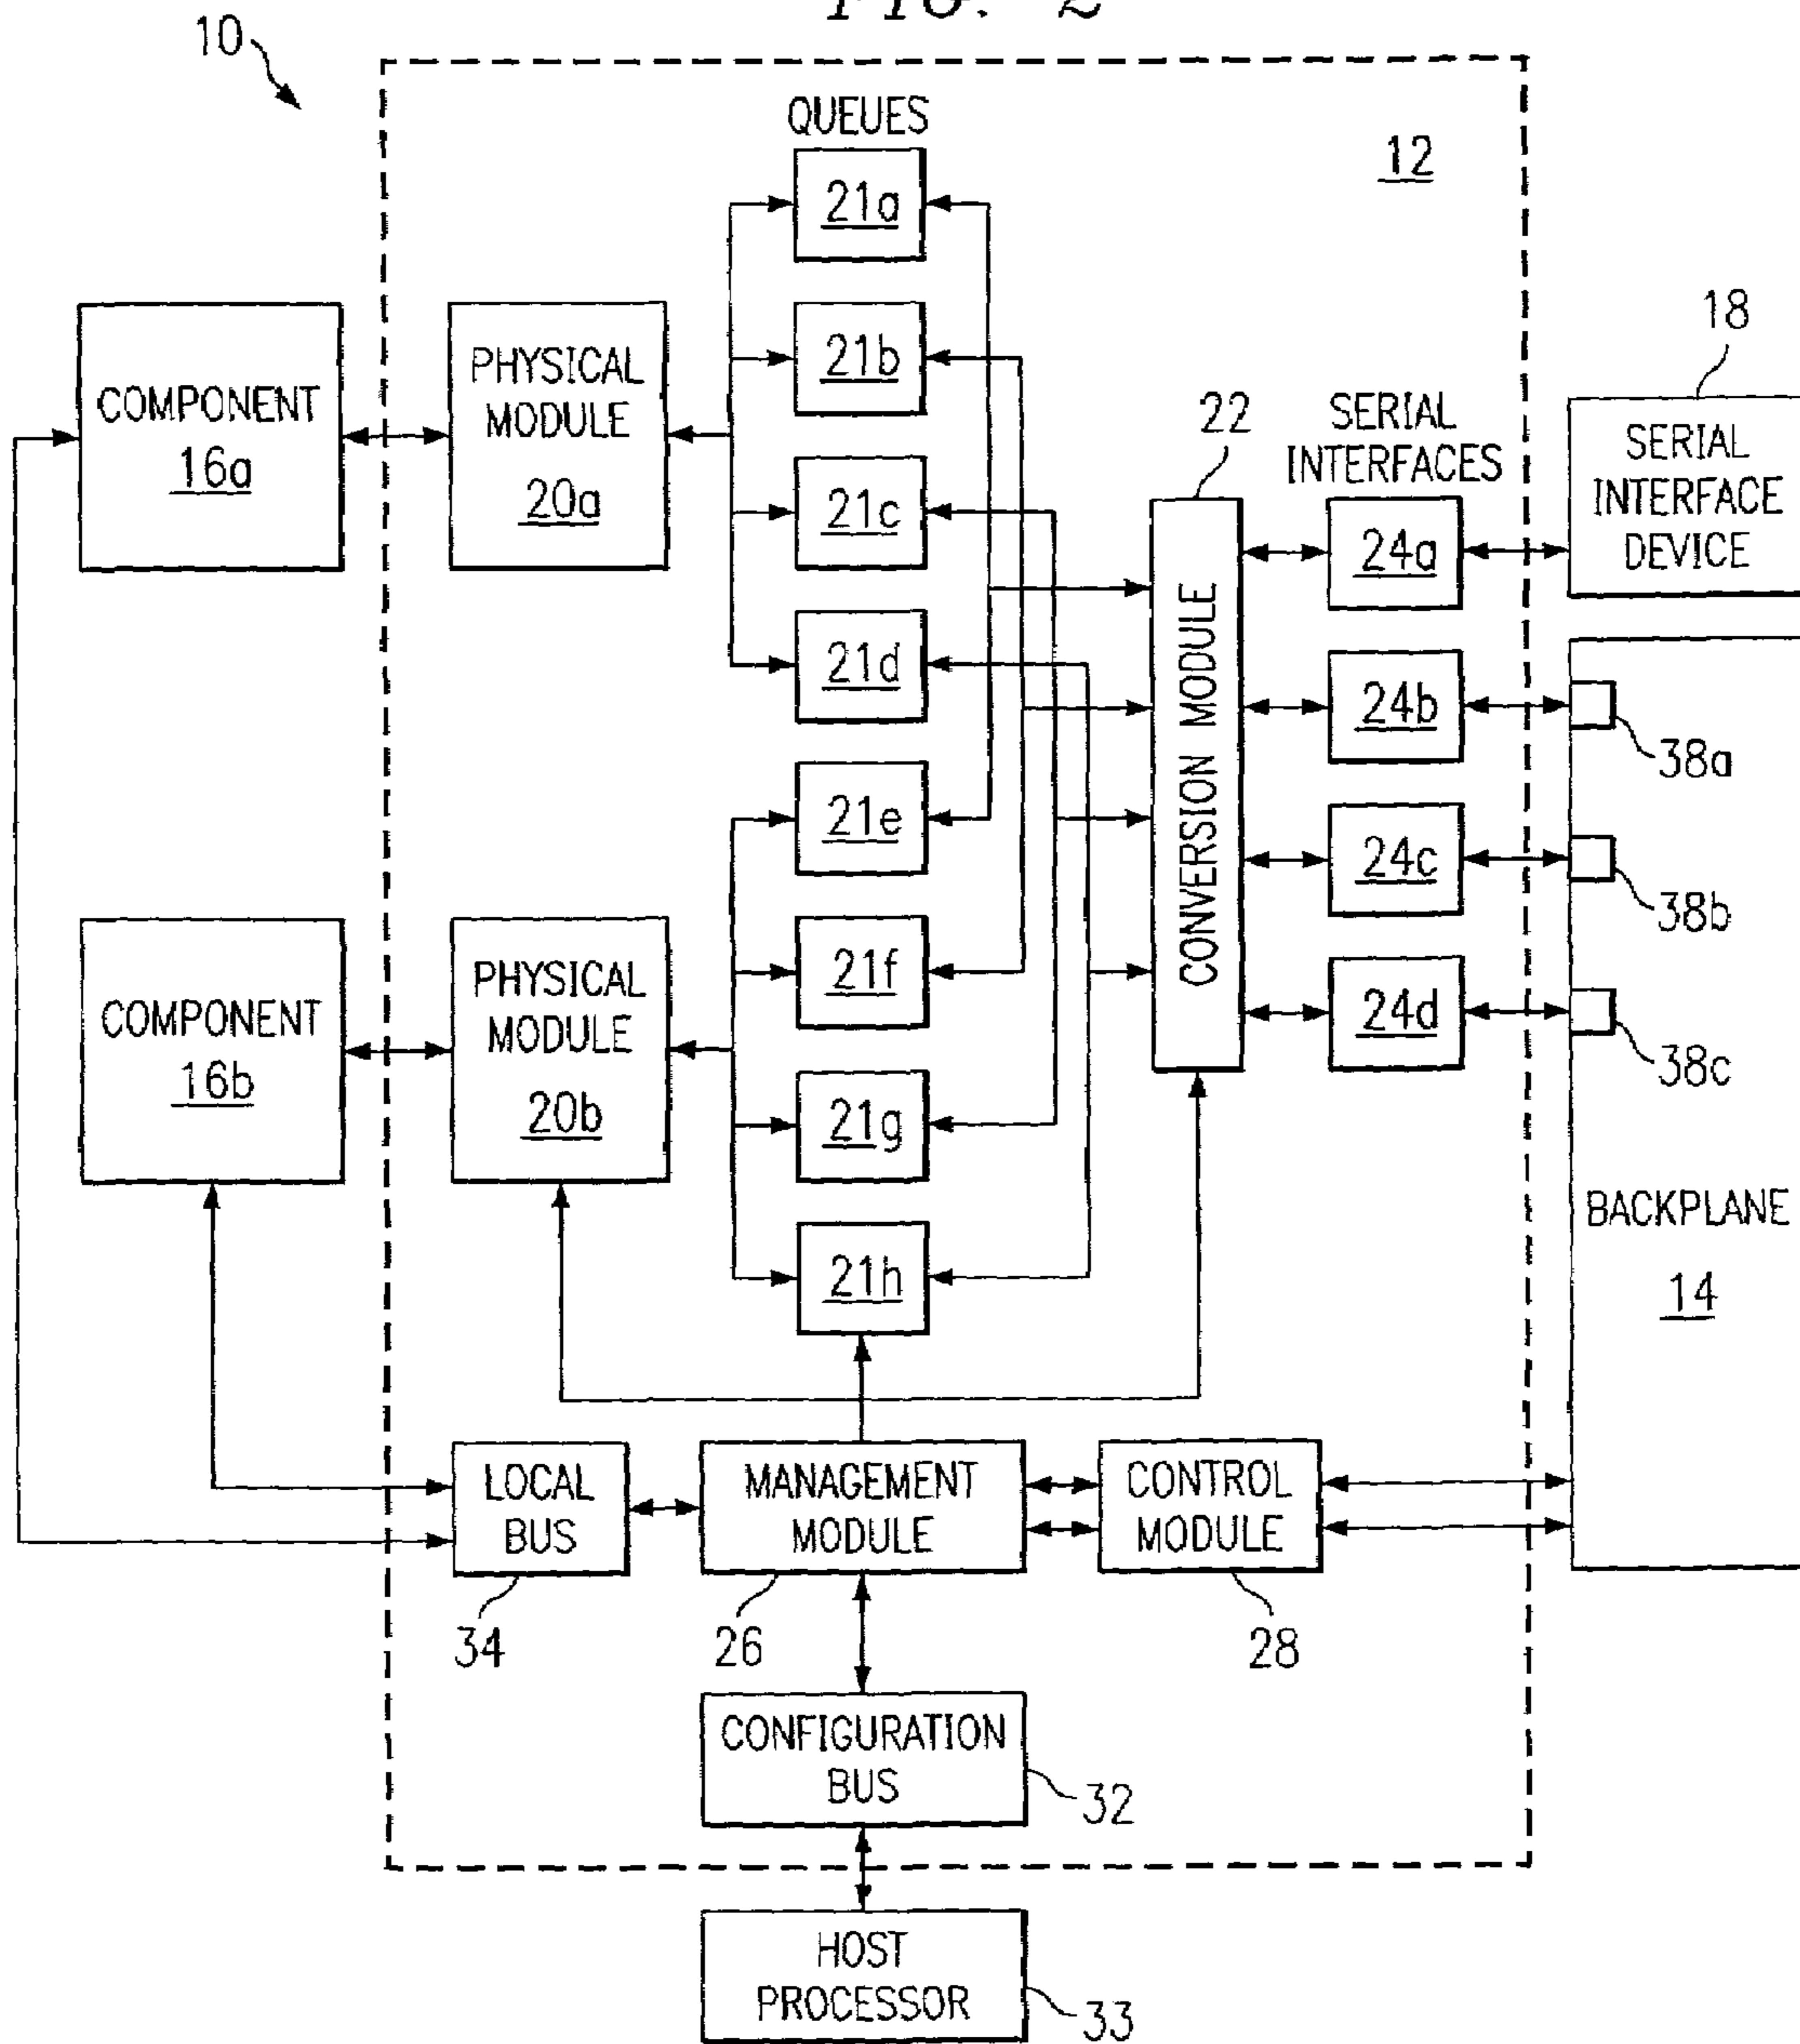 FIG. 2
10
QUEUES
12
21a
21b
21c
21d
21e
21f
21g
21h
COMPONENT
16a
PHYSICAL
MODULE
20a
COMPONENT
16b
PHYSICAL
MODULE
20b
22
CONVERSION MODULE
SERIAL
INTERFACES
24a
24b
24c
24d
18
SERIAL
INTERFACE
DEVICE
38a
38b
38c
BACKPLANE
14
LOCAL
BUS
34
MANAGEMENT
MODULE
26
CONTROL
MODULE
28
CONFIGURATION
BUS
32
HOST
PROCESSOR
33